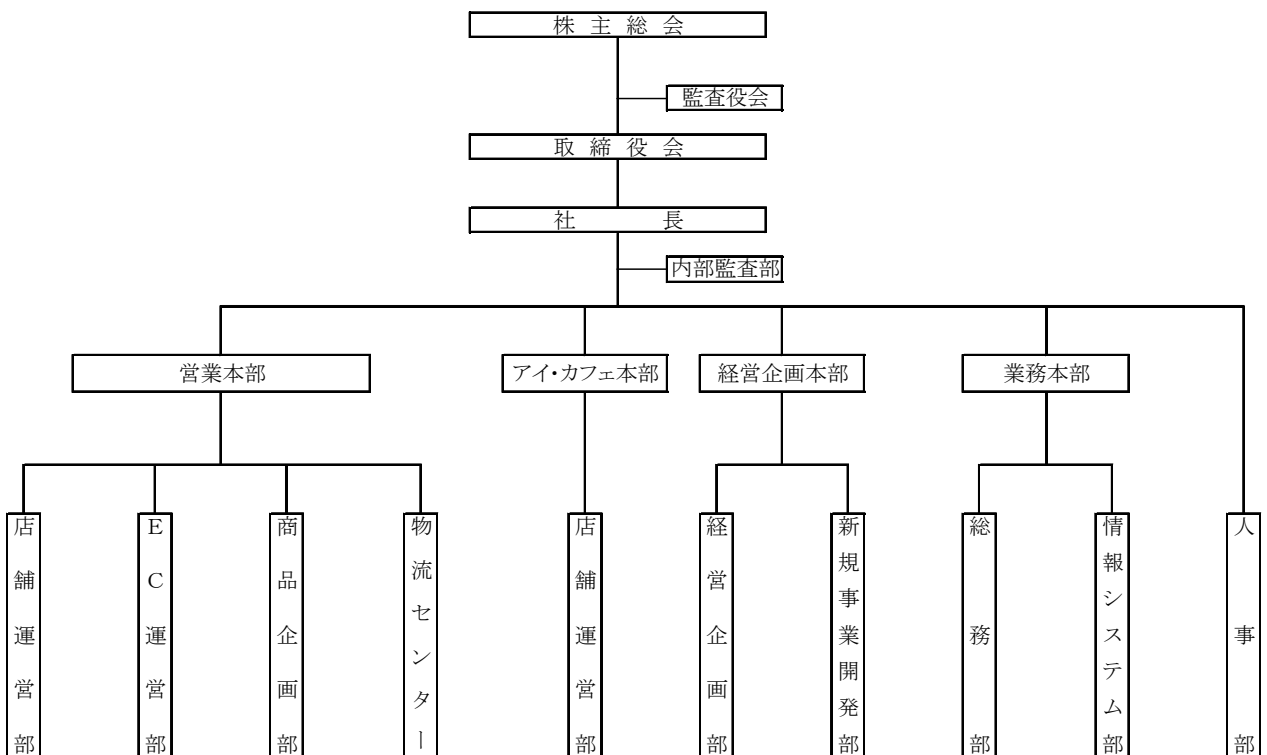 株主総会
監査役会
取締役会
社長
内部監査部
営業本部
アイ・カフェ本部
経営企画本部
業務本部
店舗運営部
EC運営部
商品企画部
物流センター
店舗運営部
経営企画部
新規事業開発部
総務部
情報システム部
人事部